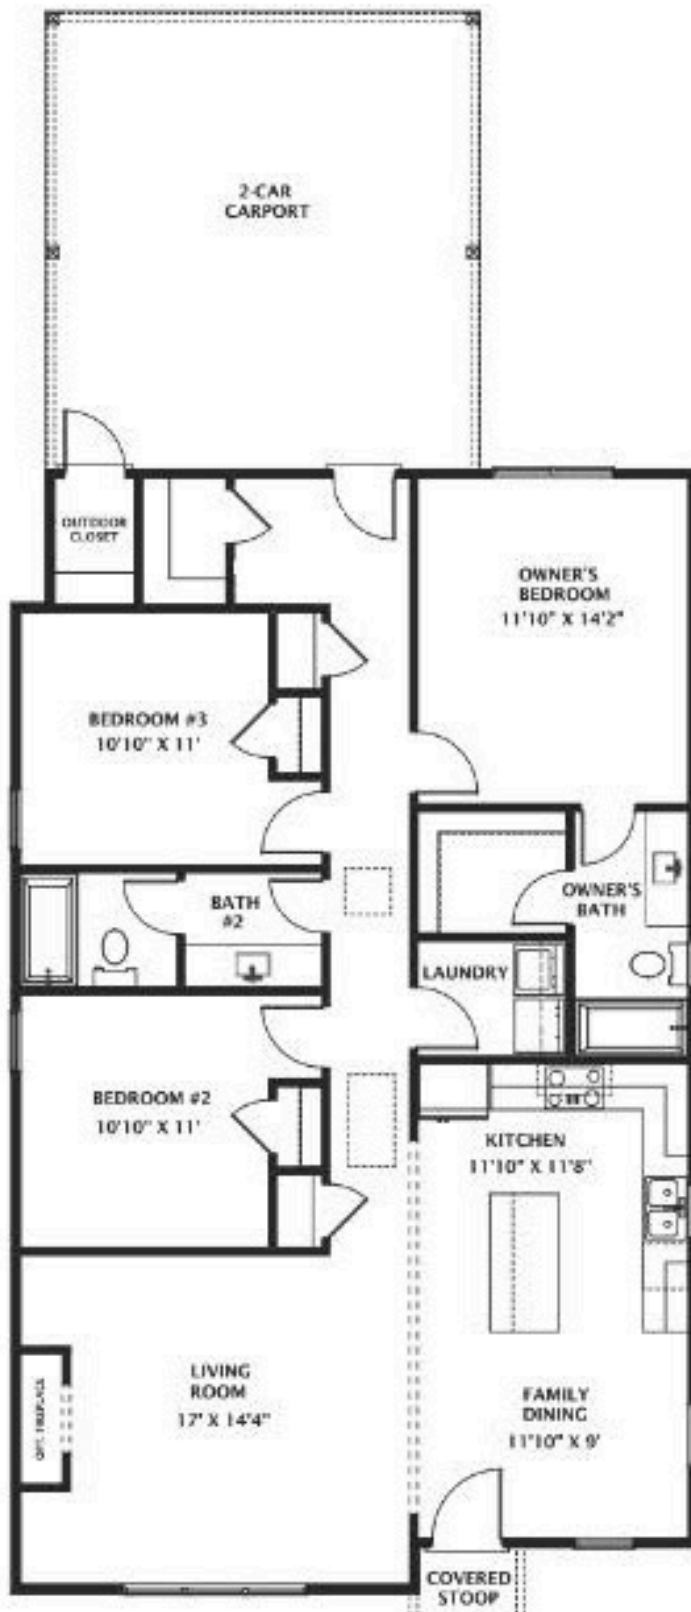 2-CAR
CARPORT
OUTDOOR
CLOSET
OWNER'S
BEDROOM
11'10" X 14'2"
BEDROOM #3
10'10" X 11'
BATH
#2
OWNER'S
BATH
LAUNDRY
BEDROOM #2
10'10" X 11'
KITCHEN
11'10" X 11'8"
LIVING
ROOM
17' X 14'4"
OPT. FIREPLACE
FAMILY
DINING
11'10" X 9'
COVERED
STOOP